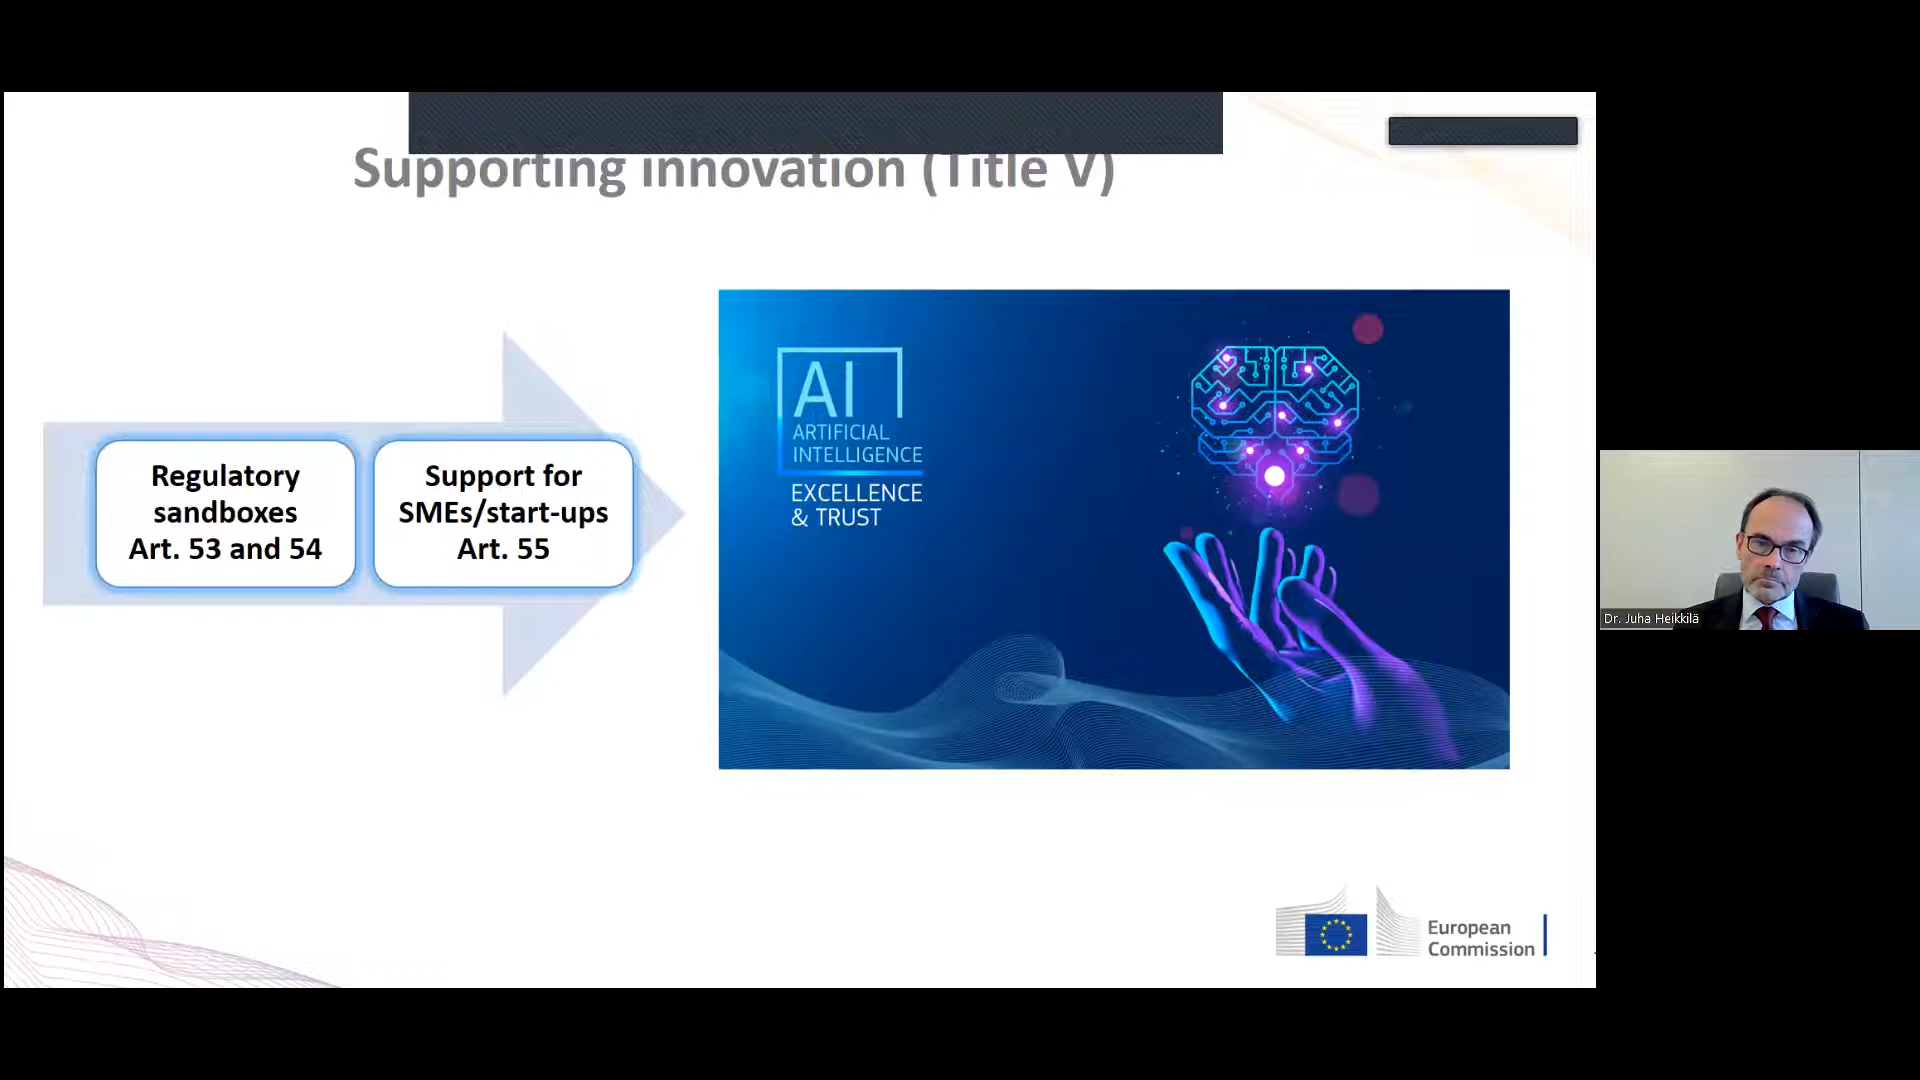 Supporting innovation (Title V)
Regulatory
sandboxes
Art. 53 and 54
Support for
SMEs/start-ups
Art. 55
AI
ARTIFICIAL
INTELLIGENCE
EXCELLENCE
& TRUST
Dr. Juha Heikkilä
European
Commission